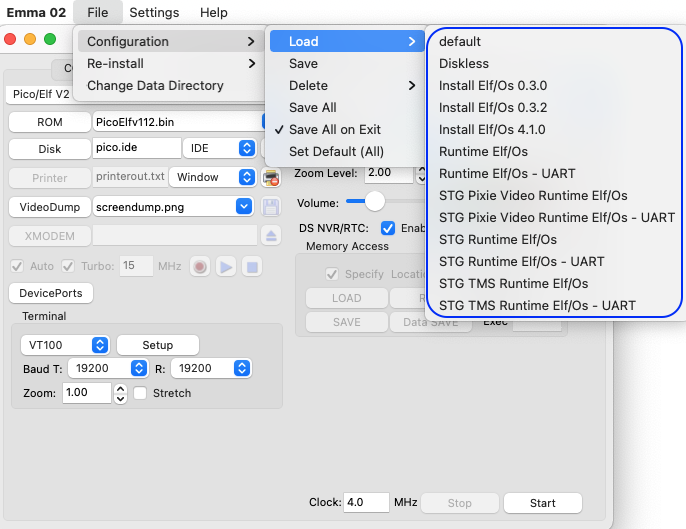 Emma 02 File Settings Help
Configuration
Re-install
Change Data Directory
Load
Save
Delete
Save All
✓ Save All on Exit
Set Default (All)
default
Diskless
Install Elf/Os 0.3.0
Install Elf/Os 0.3.2
Install Elf/Os 4.1.0
Runtime Elf/Os
Runtime Elf/Os - UART
STG Pixie Video Runtime Elf/Os
STG Pixie Video Runtime Elf/Os - UART
STG Runtime Elf/Os
STG Runtime Elf/Os - UART
STG TMS Runtime Elf/Os
STG TMS Runtime Elf/Os - UART
Pico/Elf V2
ROM PicoElfv112.bin
Disk pico.ide IDE
Printer printerout.txt Window
VideoDump screendump.png
XMODEM
Auto Turbo: 15 MHz
DevicePorts
Terminal
VT100 Setup
Baud T: 19200 R: 19200
Zoom: 1.00 Stretch
Zoom Level: 2.00
Volume:
DS NVR/RTC:
Memory Access
Specify
LOAD
SAVE Data SAVE Exec
Clock: 4.0 MHz Stop Start